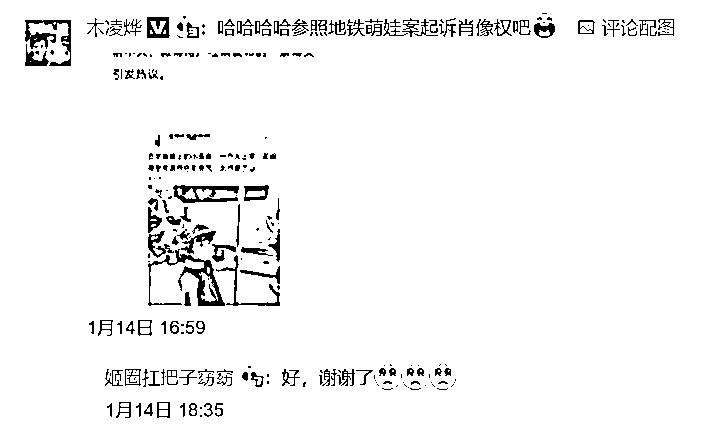 木凌烨：哈哈哈哈参照地铁萌娃案起诉肖像权吧 评论配图
引发热议。
1月14日 16:59
姬圈扛把子窈窈：好，谢谢了
1月14日 18:35